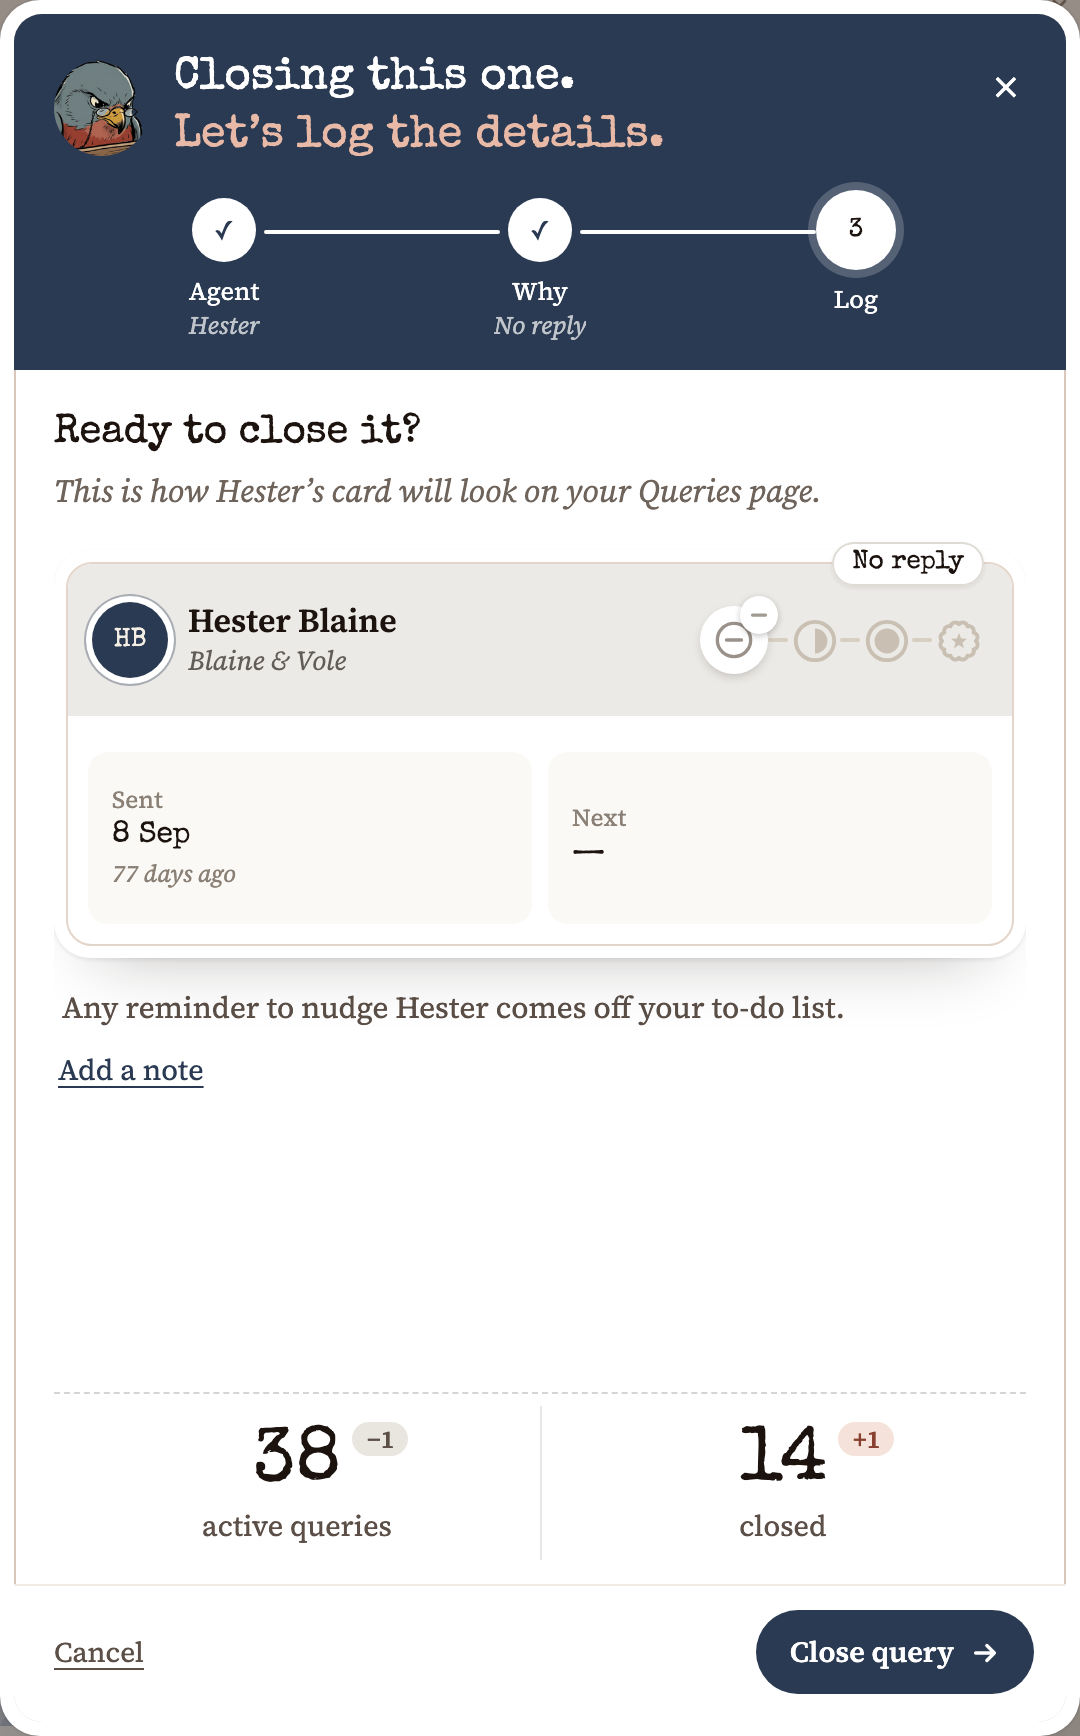 Closing this one.
Let's log the details.
✓
✓
3
Agent
Why
Log
Hester
No reply
Ready to close it?
This is how Hester's card will look on your Queries page.
No reply
HB
Hester Blaine
Blaine & Vole
Sent
8 Sep
77 days ago
Next
—
Any reminder to nudge Hester comes off your to-do list.
Add a note
38
−1
active queries
14
+1
closed
Cancel
Close query →